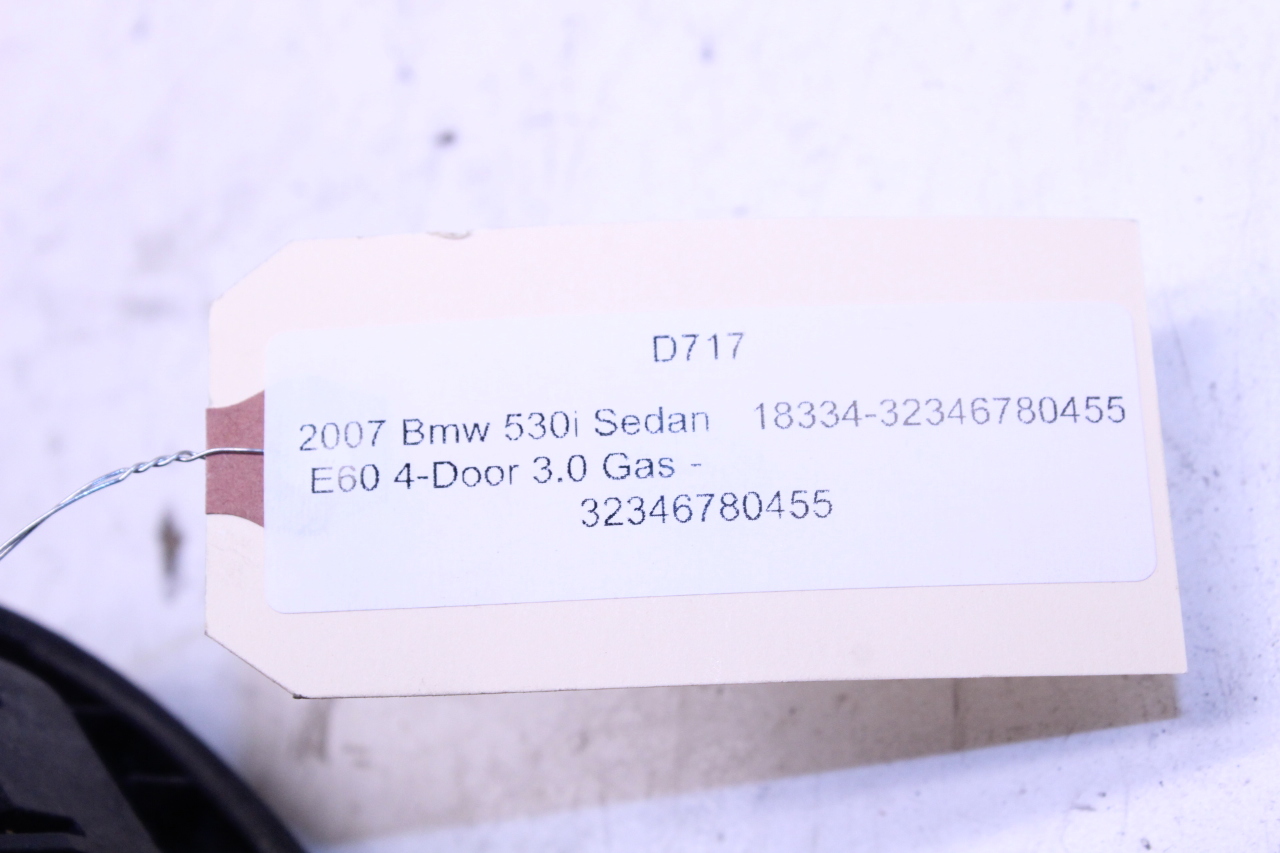 D717
2007 Bmw 530i Sedan 18334-32346780455
E60 4-Door 3.0 Gas -
32346780455